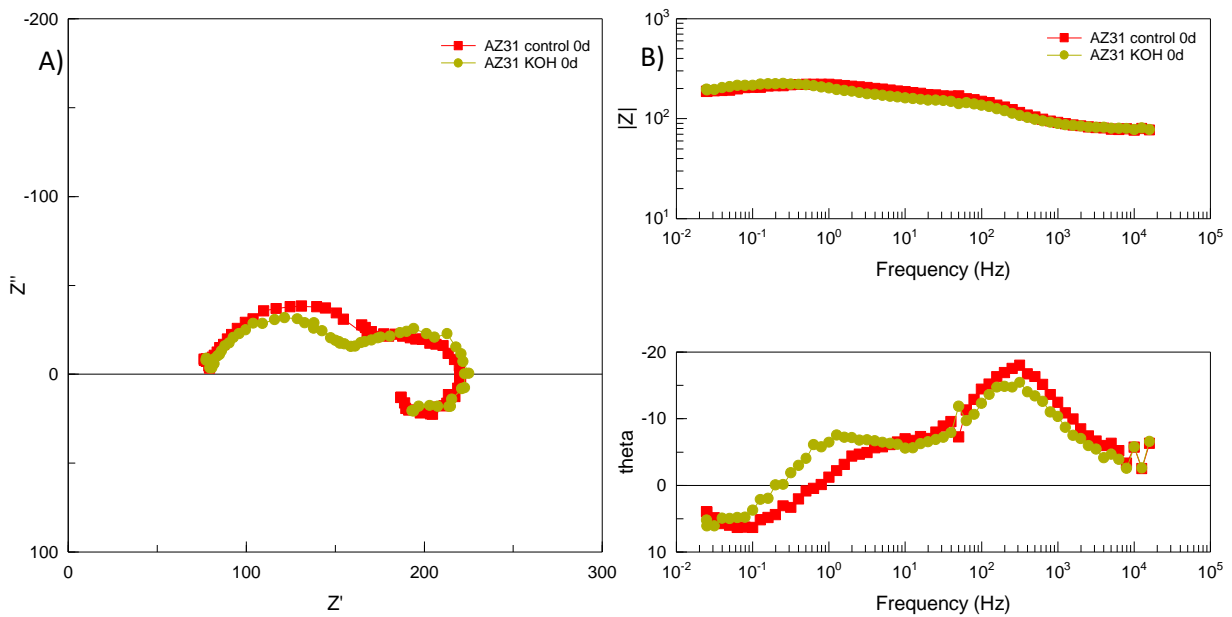 A)
-200
-100
0
100
Z''
0
100
200
300
Z'
AZ31 control 0d
AZ31 KOH 0d
B)
10³
10²
10¹
|Z|
10⁻² 10⁻¹ 10⁰ 10¹ 10² 10³ 10⁴ 10⁵
Frequency (Hz)
AZ31 control 0d
AZ31 KOH 0d
-20
-10
0
10
theta
10⁻² 10⁻¹ 10⁰ 10¹ 10² 10³ 10⁴ 10⁵
Frequency (Hz)